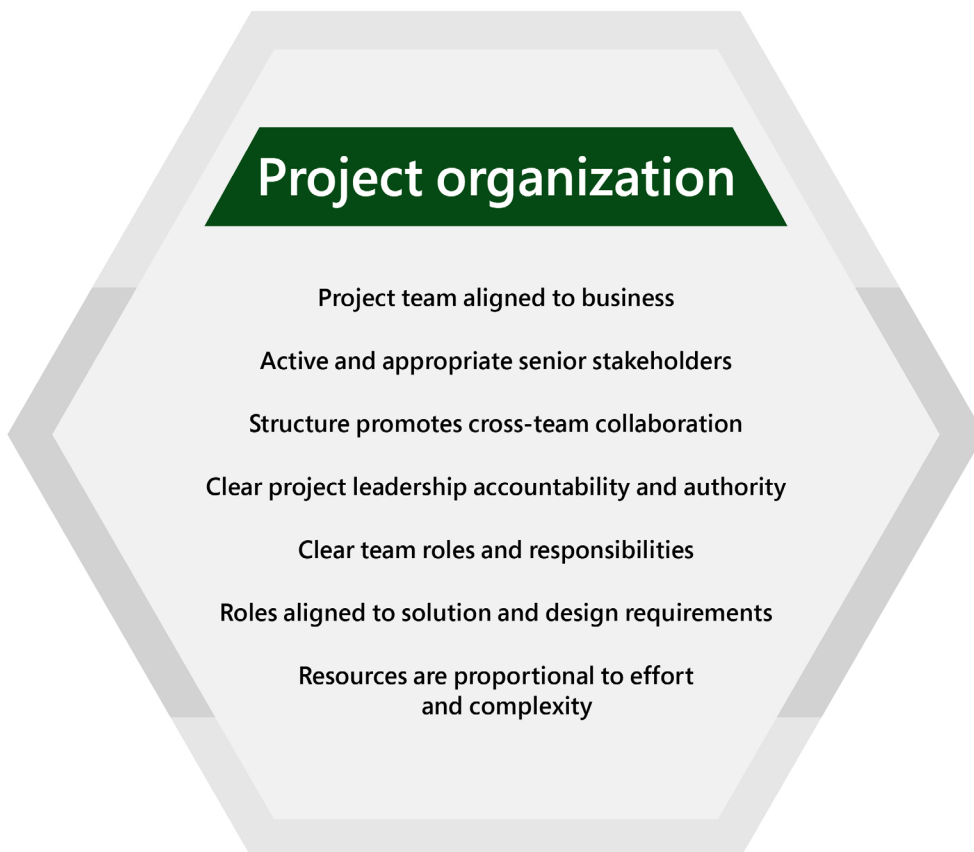 Project organization
Project team aligned to business
Active and appropriate senior stakeholders
Structure promotes cross-team collaboration
Clear project leadership accountability and authority
Clear team roles and responsibilities
Roles aligned to solution and design requirements
Resources are proportional to effort
and complexity